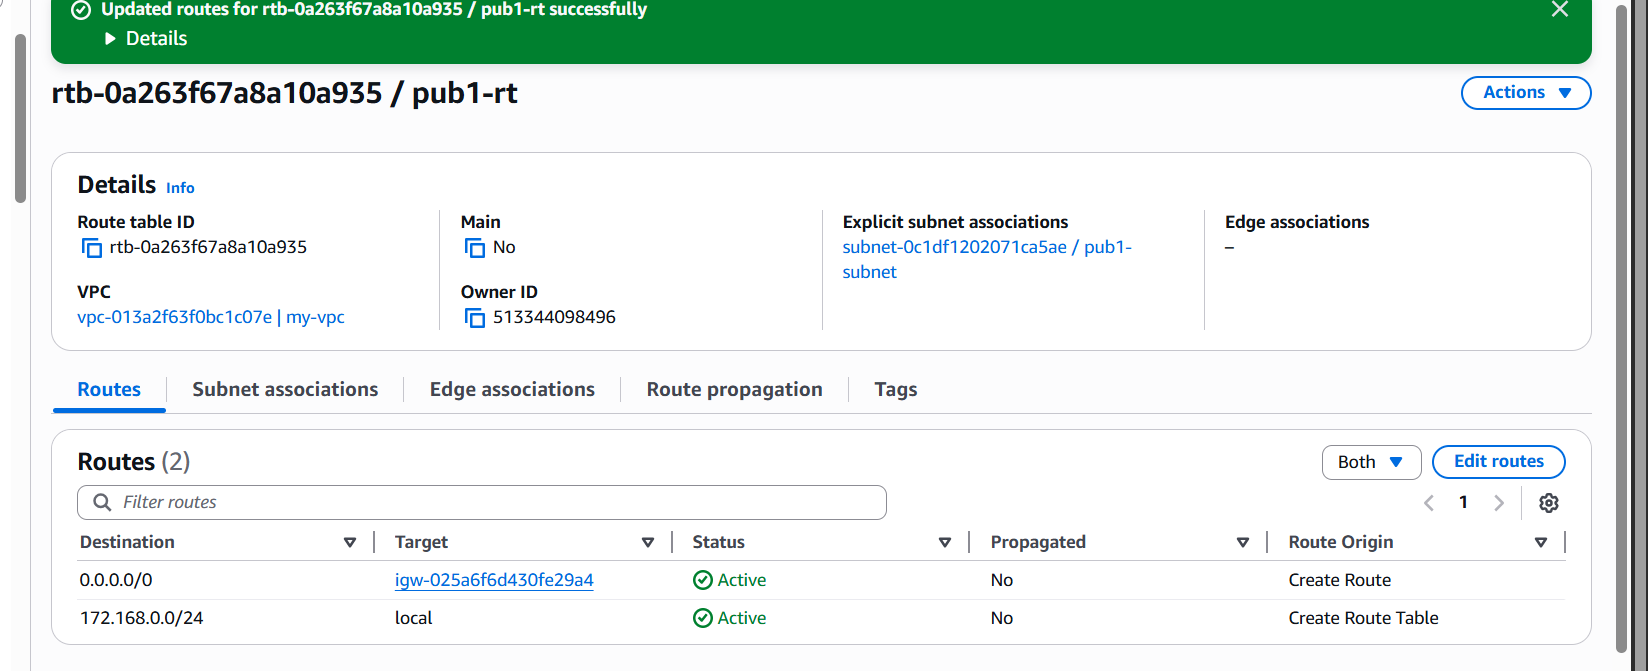 Updated routes for rtb-0a263f67a8a10a935 / pub1-rt successfully
Details
rtb-0a263f67a8a10a935 / pub1-rt
Actions
Details Info
Route table ID
rtb-0a263f67a8a10a935
Main
No
Explicit subnet associations
subnet-0c1df1202071ca5ae / pub1-
subnet
Edge associations
–
VPC
vpc-013a2f63f0bc1c07e | my-vpc
Owner ID
513344098496
Routes Subnet associations Edge associations Route propagation Tags
Routes (2)
Both Edit routes
Filter routes
1
Destination Target Status Propagated Route Origin
0.0.0.0/0 igw-025a6f6d430fe29a4 Active No Create Route
172.168.0.0/24 local Active No Create Route Table